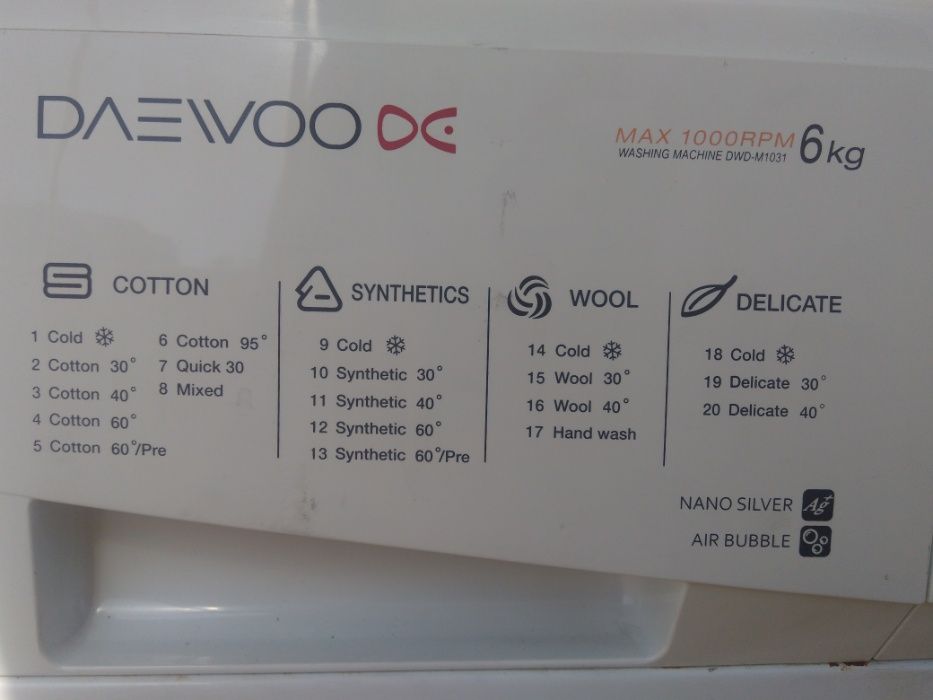 DAEWOO
MAX 1000RPM
WASHING MACHINE DWD-M1031
6kg
COTTON
1 Cold
2 Cotton 30°
3 Cotton 40°
4 Cotton 60°
5 Cotton 60°/Pre
6 Cotton 95°
7 Quick 30
8 Mixed
SYNTHETICS
9 Cold
10 Synthetic 30°
11 Synthetic 40°
12 Synthetic 60°
13 Synthetic 60°/Pre
WOOL
14 Cold
15 Wool 30°
16 Wool 40°
17 Hand wash
DELICATE
18 Cold
19 Delicate 30°
20 Delicate 40°
NANO SILVER Ag+
AIR BUBBLE